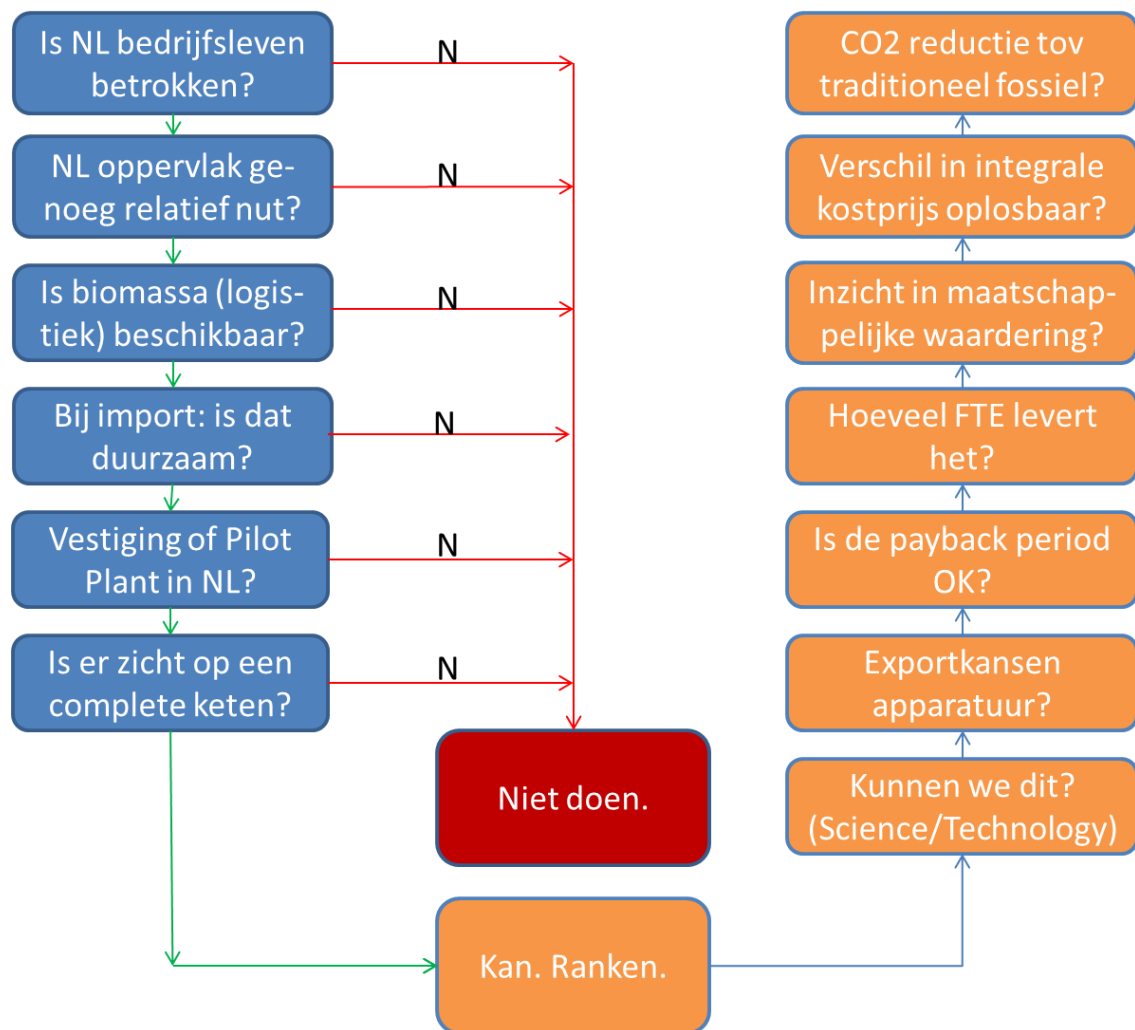 Is NL bedrijfsleven
betrokken?
N
NL oppervlak ge-
noeg relatief nut?
N
Is biomassa (logis-
tiek) beschikbaar?
N
Bij import: is dat
duurzaam?
N
Vestiging of Pilot
Plant in NL?
N
Is er zicht op een
complete keten?
N
Niet doen.
Kan. Ranken.
CO2 reductie tov
traditioneel fossiel?
Verschil in integrale
kostprijs oplosbaar?
Inzicht in maatschap-
pelijke waardering?
Hoeveel FTE levert
het?
Is de payback period
OK?
Exportkansen
apparatuur?
Kunnen we dit?
(Science/Technology)